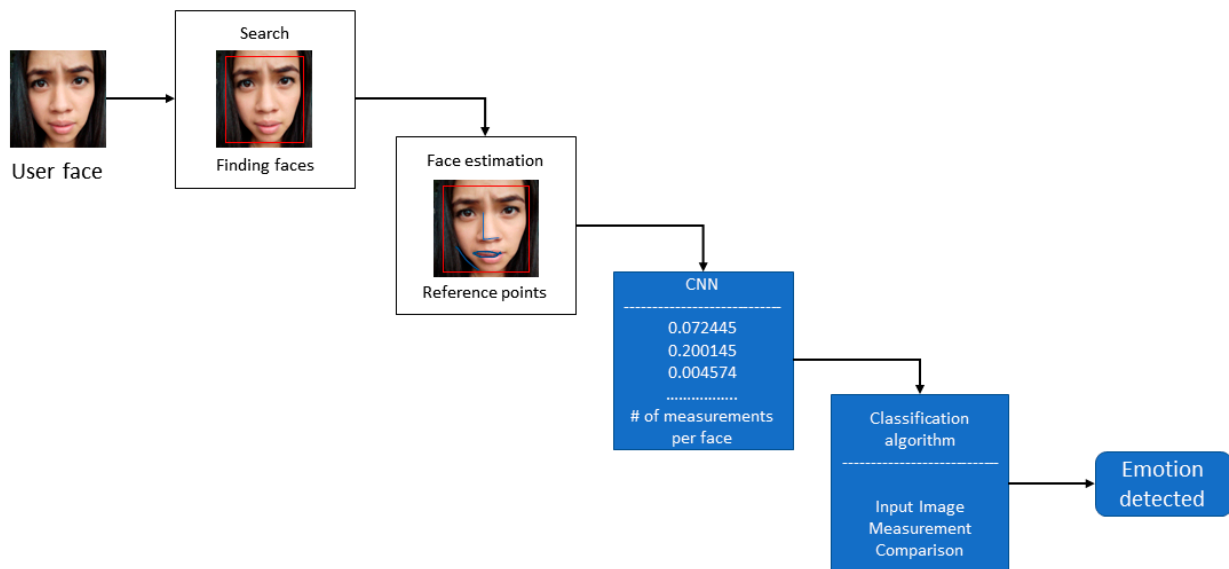 User face
Search
Finding faces
Face estimation
Reference points
CNN
----------------------------
0.072445
0.200145
0.004574
................
# of measurements
per face
Classification
algorithm
----------------------------
Input Image
Measurement
Comparison
Emotion
detected